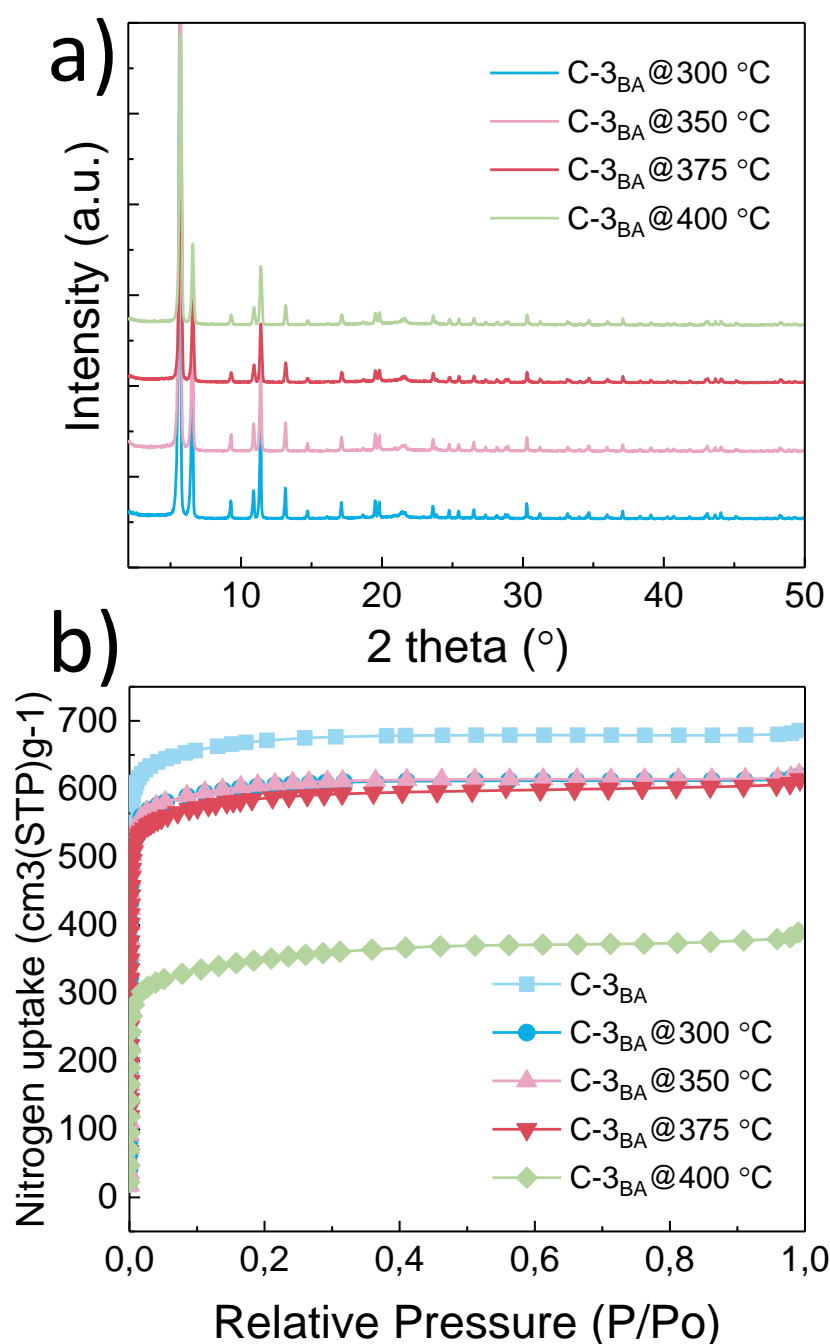 a)
C-3BA@300 °C
C-3BA@350 °C
C-3BA@375 °C
C-3BA@400 °C
Intensity (a.u.)
10 20 30 40 50
2 theta (°)
b)
700
600
500
400
300
200
100
0
Nitrogen uptake (cm3(STP)g-1)
C-3BA
C-3BA@300 °C
C-3BA@350 °C
C-3BA@375 °C
C-3BA@400 °C
0,0 0,2 0,4 0,6 0,8 1,0
Relative Pressure (P/Po)